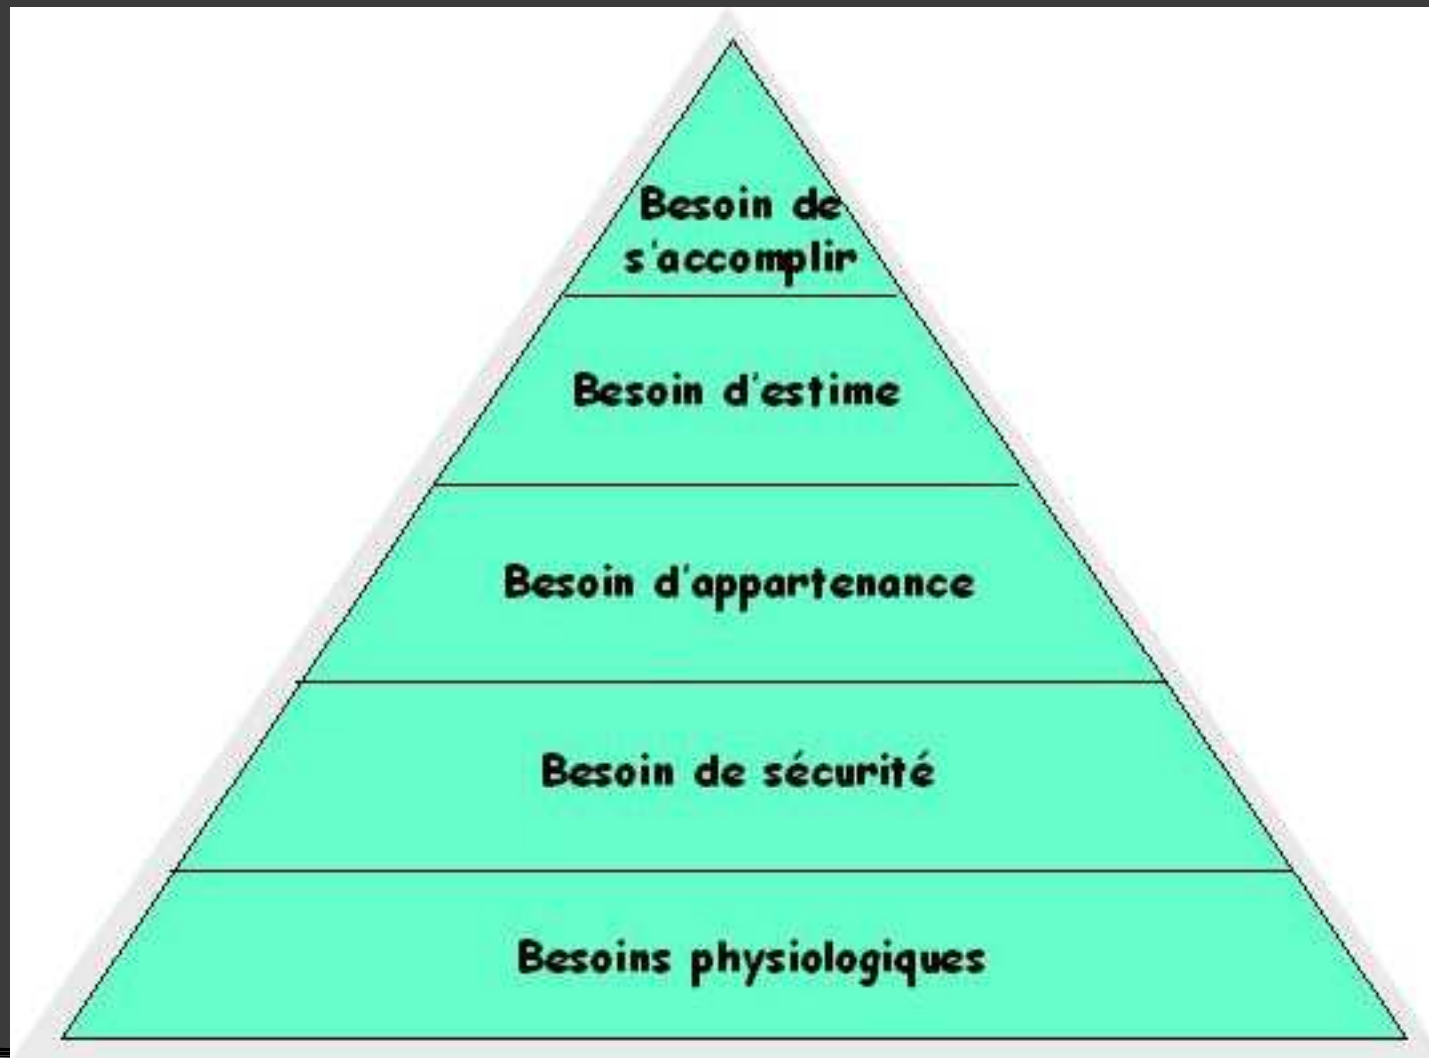 Besoin de
s'accomplir
Besoin d'estime
Besoin d'appartenance
Besoin de sécurité
Besoins physiologiques